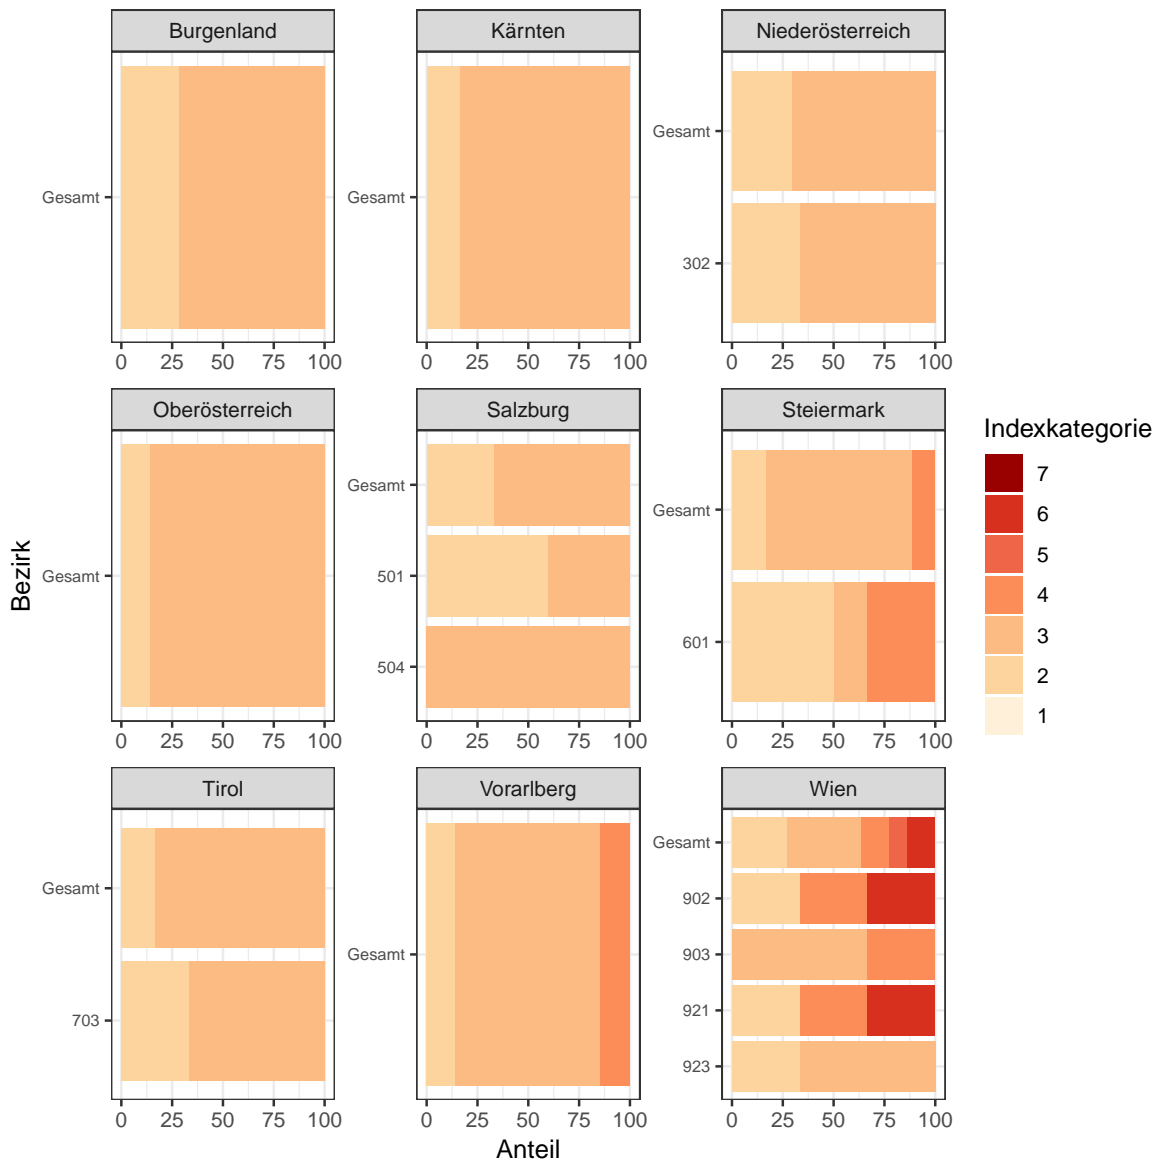 Burgenland
Kärnten
Niederösterreich
Gesamt
Gesamt
Gesamt
302
0 25 50 75 100
0 25 50 75 100
0 25 50 75 100
Oberösterreich
Salzburg
Steiermark
Gesamt
Gesamt
501
504
Gesamt
601
0 25 50 75 100
0 25 50 75 100
0 25 50 75 100
Tirol
Vorarlberg
Wien
Gesamt
703
Gesamt
Gesamt
902
903
921
923
0 25 50 75 100
0 25 50 75 100
0 25 50 75 100
Bezirk
Anteil
Indexkategorie
7
6
5
4
3
2
1